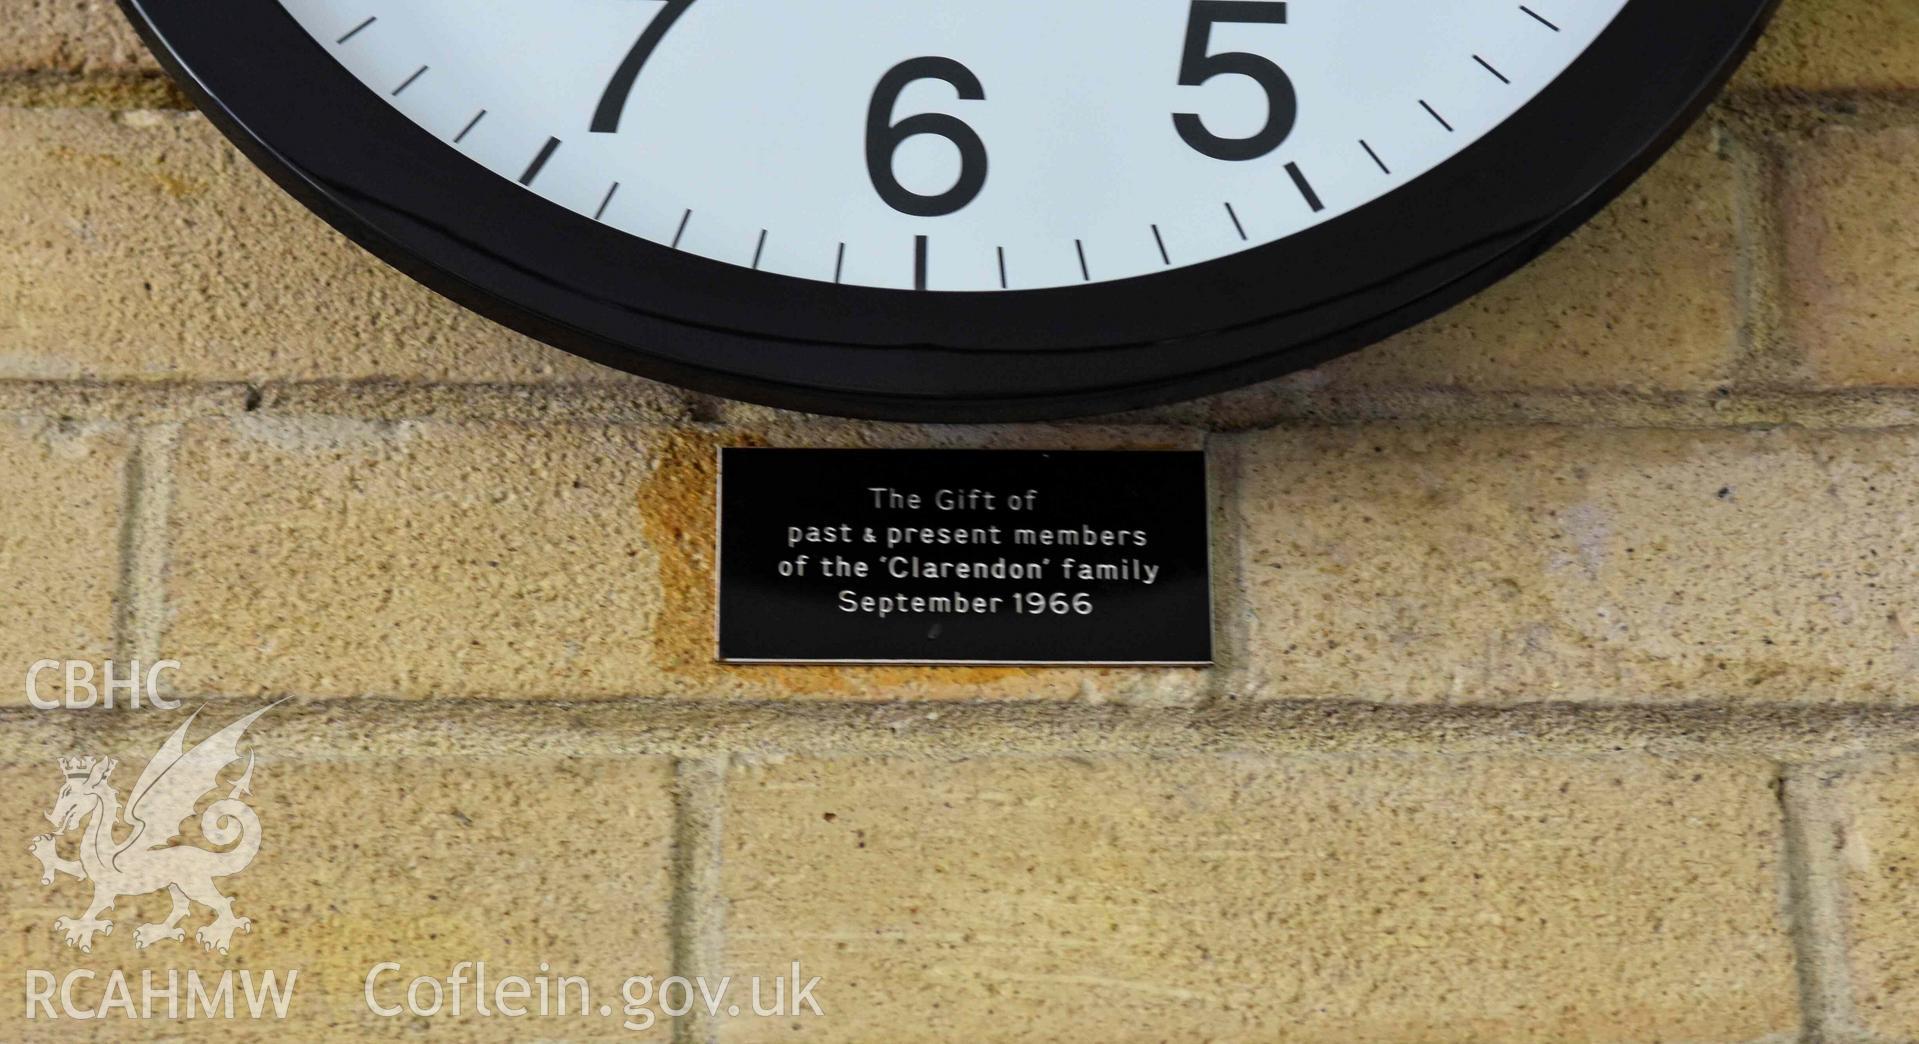 7 6 5
The Gift of
past & present members
of the 'Clarendon' family
September 1966
CBHC
RCAHMW Coflein.gov.uk